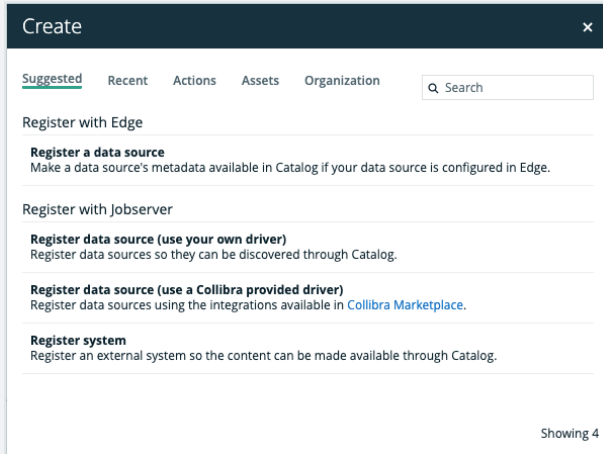 Create
×
Suggested Recent Actions Assets Organization Search
Register with Edge
Register a data source
Make a data source's metadata available in Catalog if your data source is configured in Edge.
Register with Jobserver
Register data source (use your own driver)
Register data sources so they can be discovered through Catalog.
Register data source (use a Collibra provided driver)
Register data sources using the integrations available in Collibra Marketplace.
Register system
Register an external system so the content can be made available through Catalog.
Showing 4